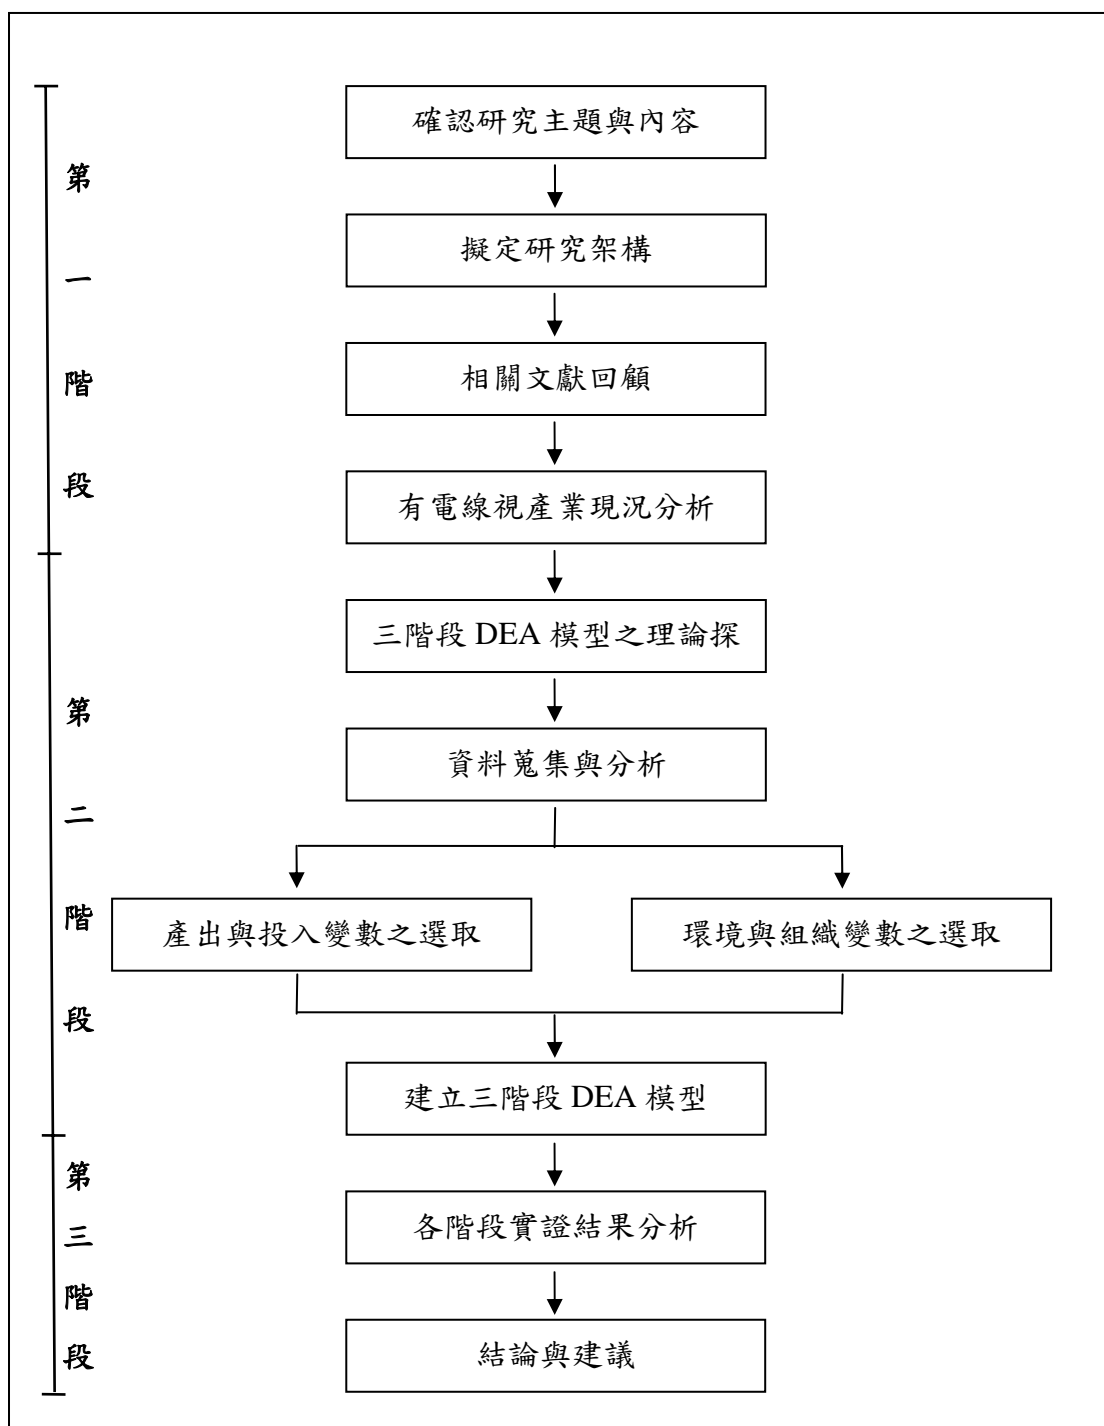 第一階段
確認研究主題與內容
擬定研究架構
相關文獻回顧
有電線視產業現況分析
第二階段
三階段 DEA 模型之理論探
資料蒐集與分析
產出與投入變數之選取
環境與組織變數之選取
建立三階段 DEA 模型
第三階段
各階段實證結果分析
結論與建議